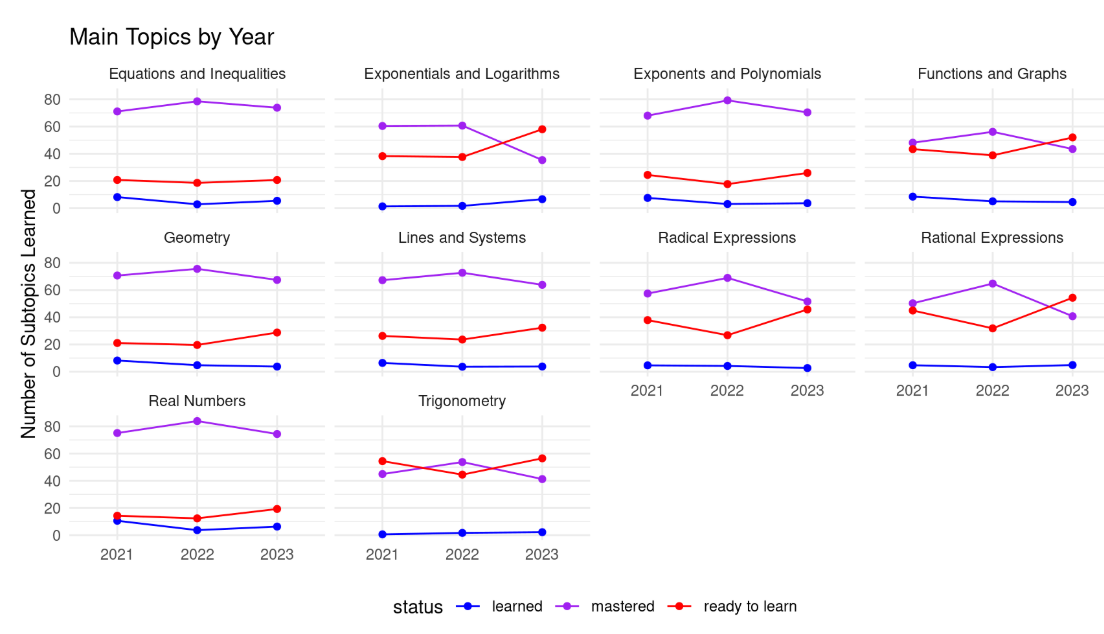 Main Topics by Year
Equations and Inequalities
Exponentials and Logarithms
Exponents and Polynomials
Functions and Graphs
80
60
40
20
0
Geometry
Lines and Systems
Radical Expressions
Rational Expressions
80
60
40
20
0
2021 2022 2023
2021 2022 2023
Real Numbers
Trigonometry
80
60
40
20
0
2021 2022 2023
2021 2022 2023
Number of Subtopics Learned
status learned mastered ready to learn